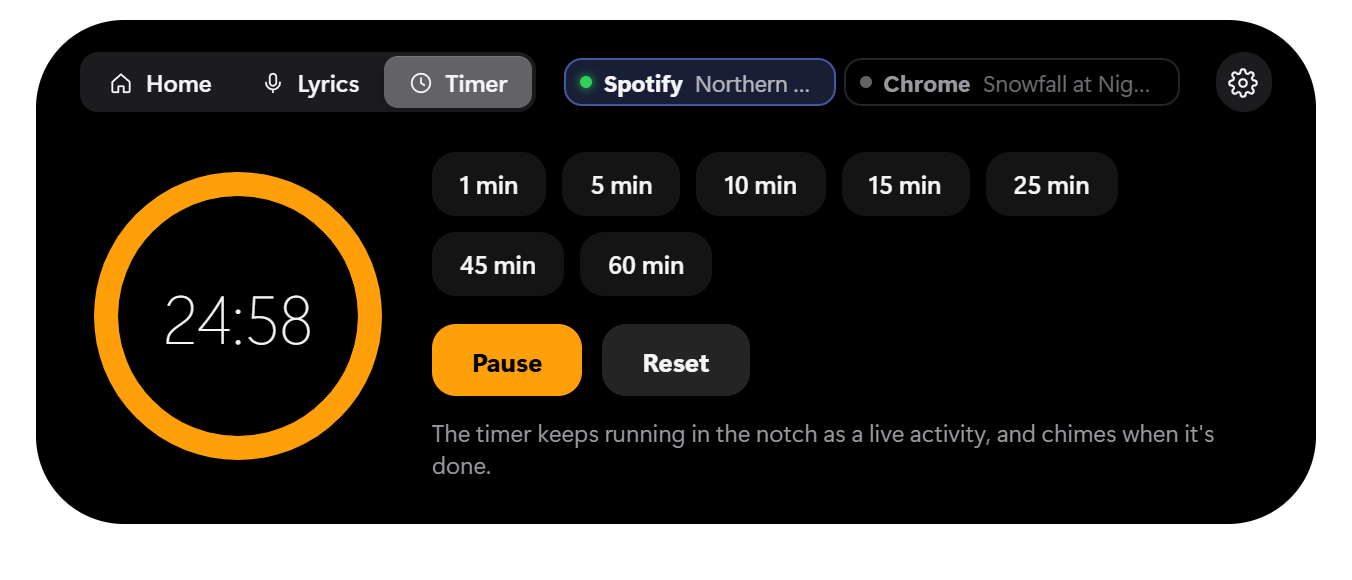 Home Lyrics Timer Spotify Northern ... Chrome Snowfall at Nig...
1 min 5 min 10 min 15 min 25 min
45 min 60 min
24:58
Pause Reset
The timer keeps running in the notch as a live activity, and chimes when it's
done.